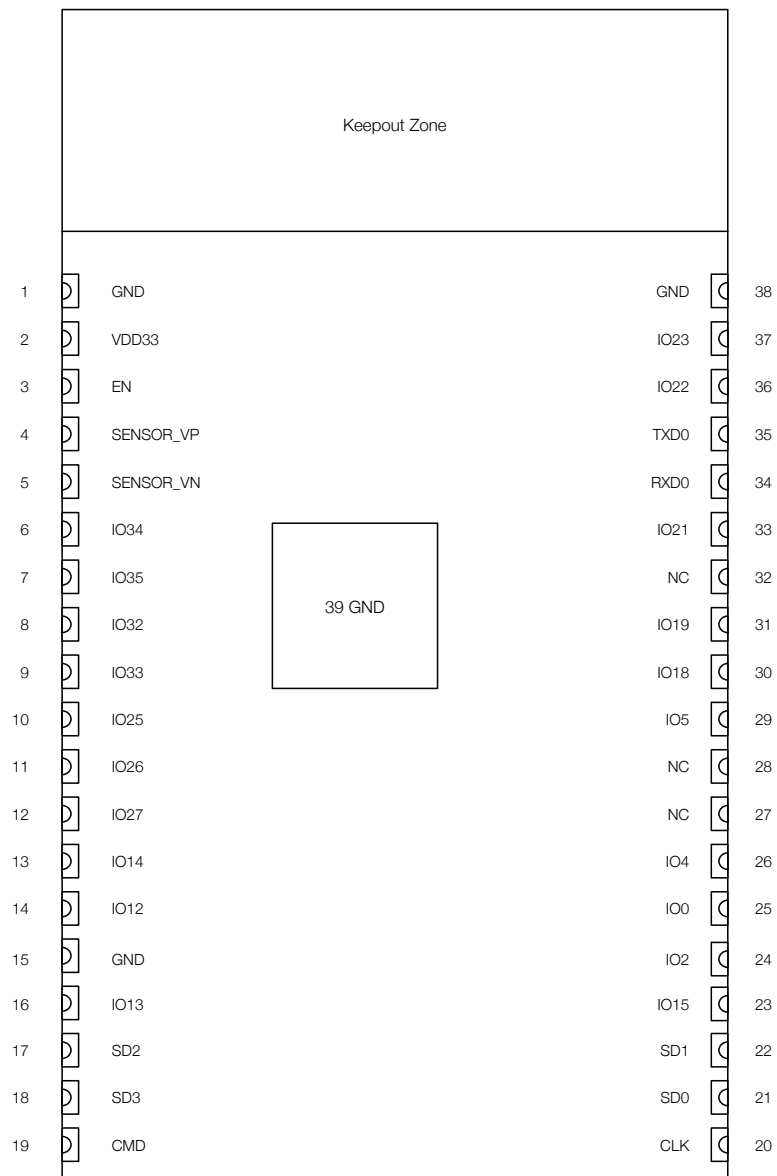 Keepout Zone
1 GND GND 38
2 VDD33 IO23 37
3 EN IO22 36
4 SENSOR_VP TXD0 35
5 SENSOR_VN RXD0 34
6 IO34 IO21 33
7 IO35 NC 32
39 GND
8 IO32 IO19 31
9 IO33 IO18 30
10 IO25 IO5 29
11 IO26 NC 28
12 IO27 NC 27
13 IO14 IO4 26
14 IO12 IO0 25
15 GND IO2 24
16 IO13 IO15 23
17 SD2 SD1 22
18 SD3 SD0 21
19 CMD CLK 20